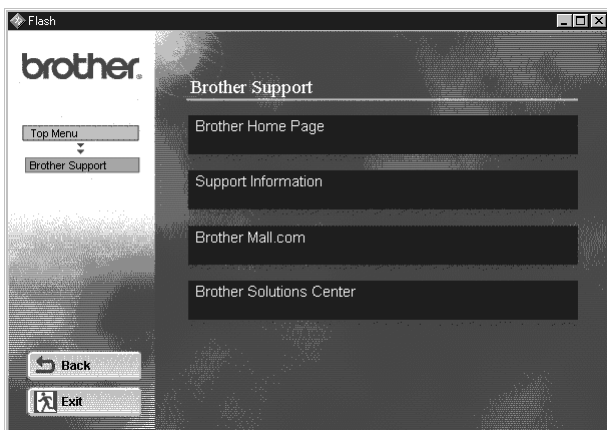 Flash
brother.
Top Menu
Brother Support
Brother Support
Brother Home Page
Support Information
Brother Mall.com
Brother Solutions Center
Back
Exit